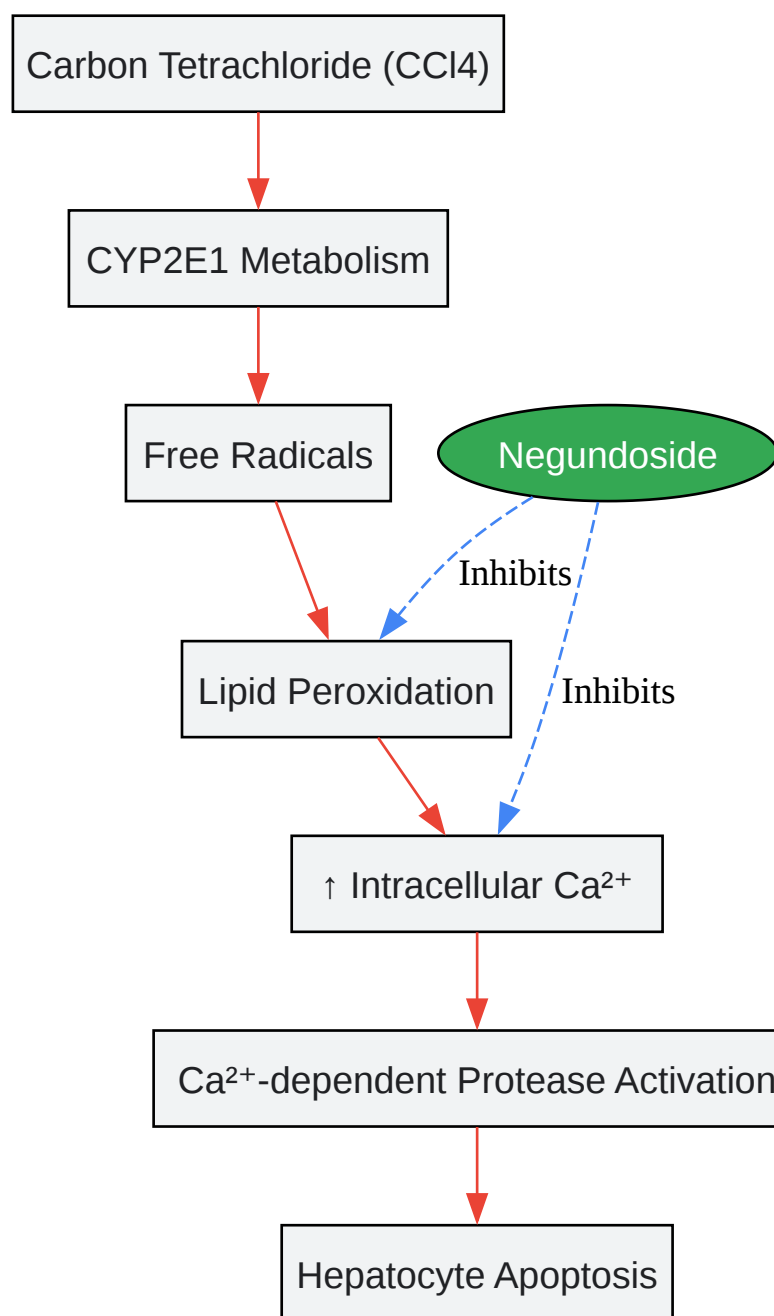 Carbon Tetrachloride (CCl4)
CYP2E1 Metabolism
Free Radicals
Negundoside
Inhibits
Lipid Peroxidation
Inhibits
↑ Intracellular Ca²⁺
Ca²⁺-dependent Protease Activation
Hepatocyte Apoptosis